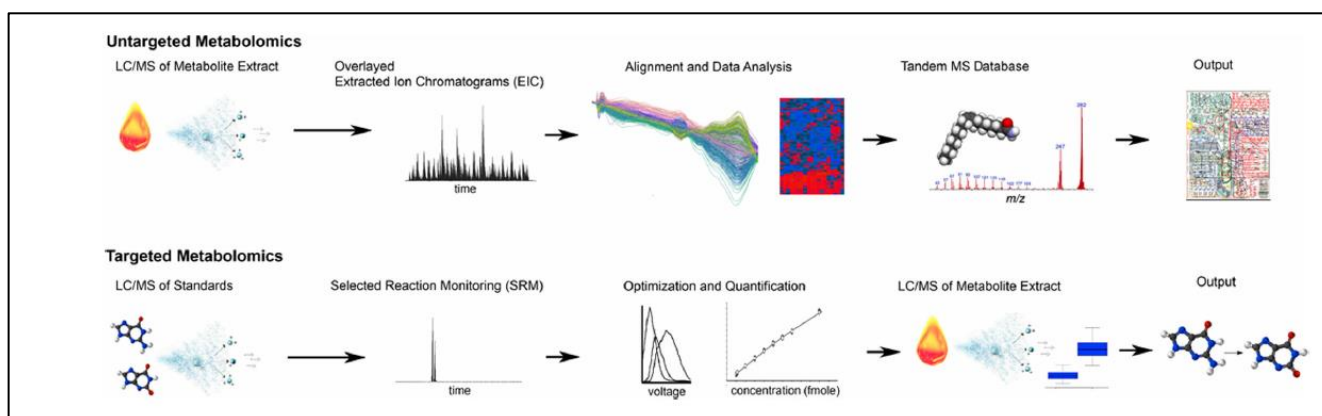 Untargeted Metabolomics
LC/MS of Metabolite Extract
Overlayed
Extracted Ion Chromatograms (EIC)
Alignment and Data Analysis
Tandem MS Database
Output
time
247
282
m/z
Targeted Metabolomics
LC/MS of Standards
Selected Reaction Monitoring (SRM)
Optimization and Quantification
LC/MS of Metabolite Extract
Output
time
voltage
concentration (fmole)